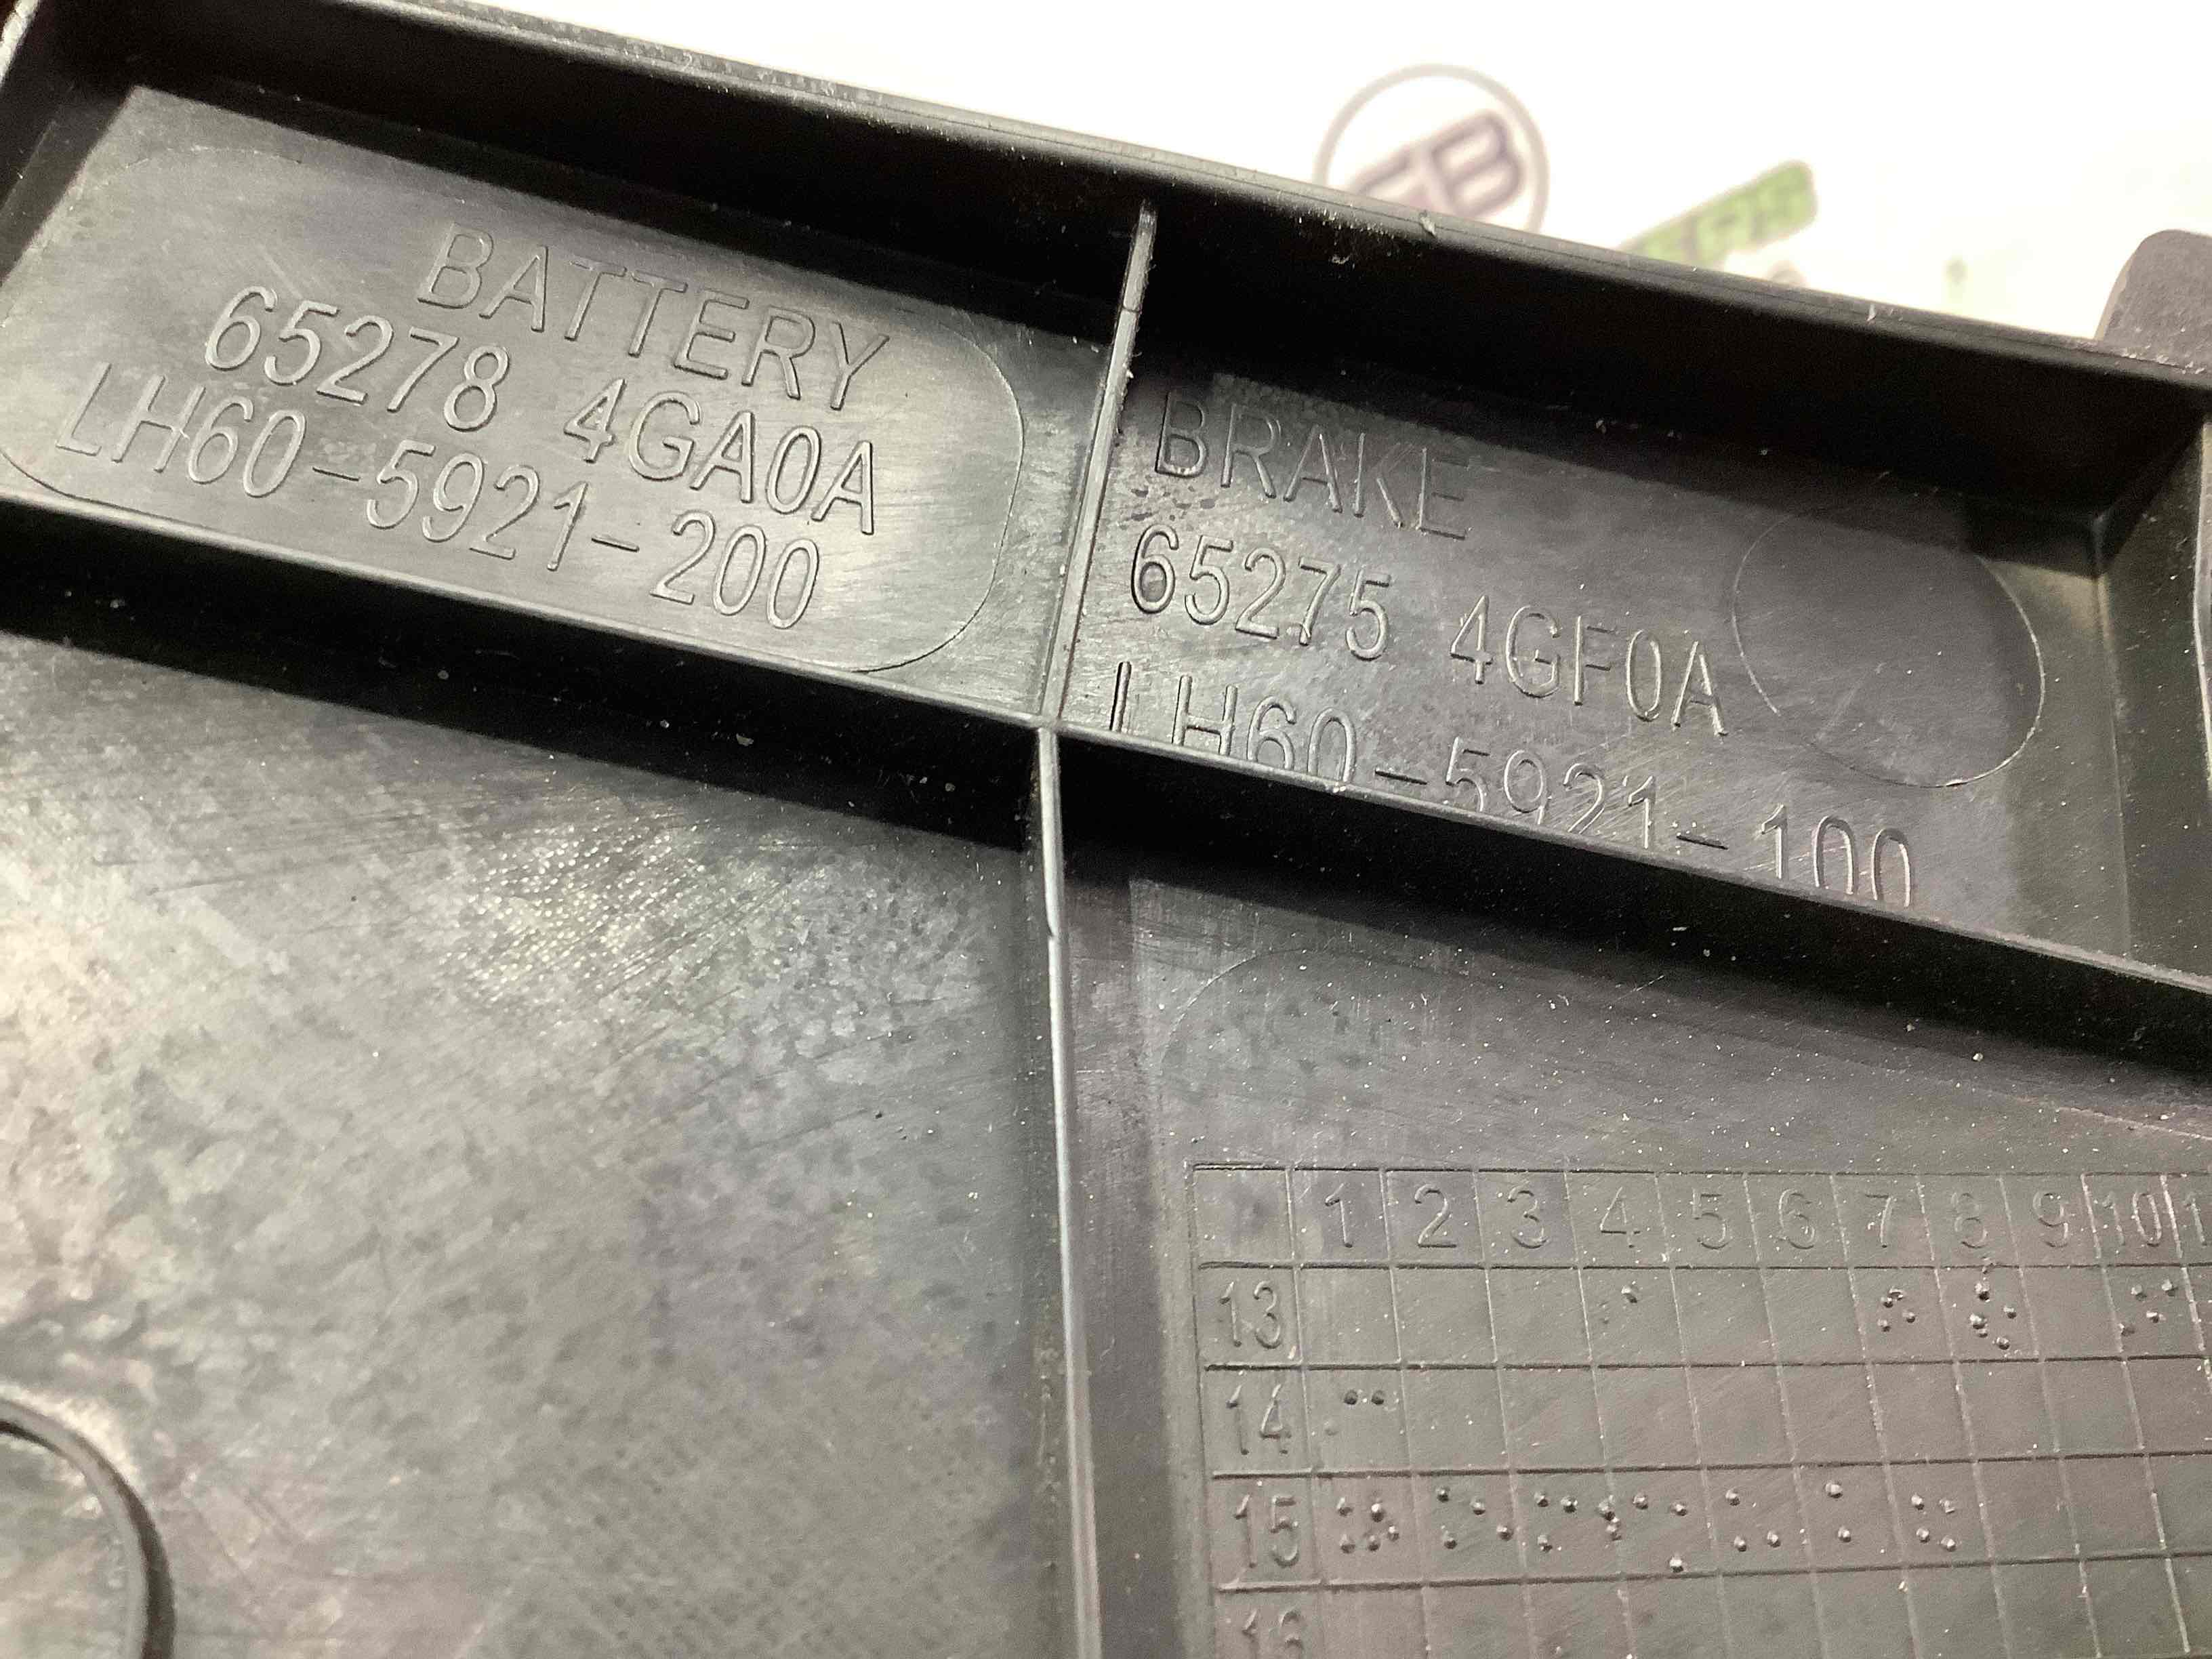 BATTERY
65278 4GA0A
LH60-5921-200
BRAKE
65275 4GF0A
LH60-5921-100
1 2 3 4 5 6 7 8 9 10
13
14
15
16